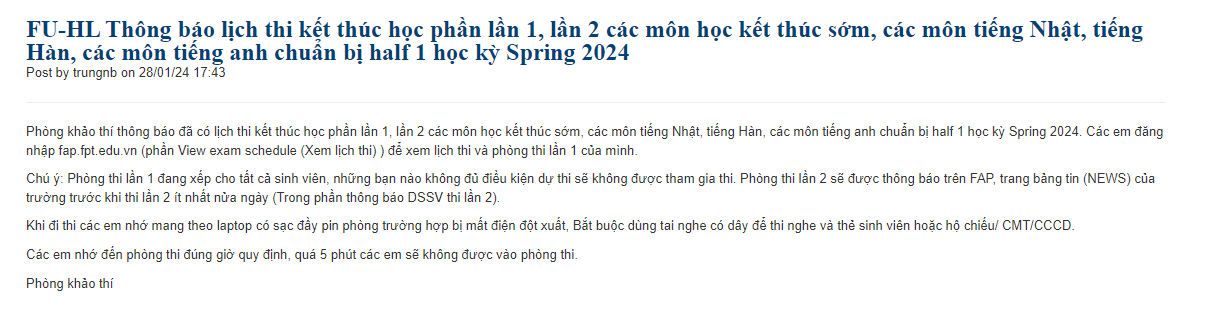 FU-HL Thông báo lịch thi kết thúc học phần lần 1, lần 2 các môn học kết thúc sớm, các môn tiếng Nhật, tiếng
Hàn, các môn tiếng anh chuẩn bị half 1 học kỳ Spring 2024
Post by trungnb on 28/01/24 17:43
Phòng khảo thí thông báo đã có lịch thi kết thúc học phần lần 1, lần 2 các môn học kết thúc sớm, các môn tiếng Nhật, tiếng Hàn, các môn tiếng anh chuẩn bị half 1 học kỳ Spring 2024. Các em đăng
nhập fap.fpt.edu.vn (phần View exam schedule (Xem lịch thi) ) để xem lịch thi và phòng thi lần 1 của mình.
Chú ý: Phòng thi lần 1 đang xếp cho tất cả sinh viên, những bạn nào không đủ điều kiện dự thi sẽ không được tham gia thi. Phòng thi lần 2 sẽ được thông báo trên FAP, trang bảng tin (NEWS) của
trường trước khi thi lần 2 ít nhất nửa ngày (Trong phần thông báo DSSV thi lần 2).
Khi đi thi các em nhớ mang theo laptop có sạc đầy pin phòng trường hợp bị mất điện đột xuất, Bắt buộc dùng tai nghe có dây để thi nghe và thẻ sinh viên hoặc hộ chiếu/ CMT/CCCD.
Các em nhớ đến phòng thi đúng giờ quy định, quá 5 phút các em sẽ không được vào phòng thi.
Phòng khảo thí